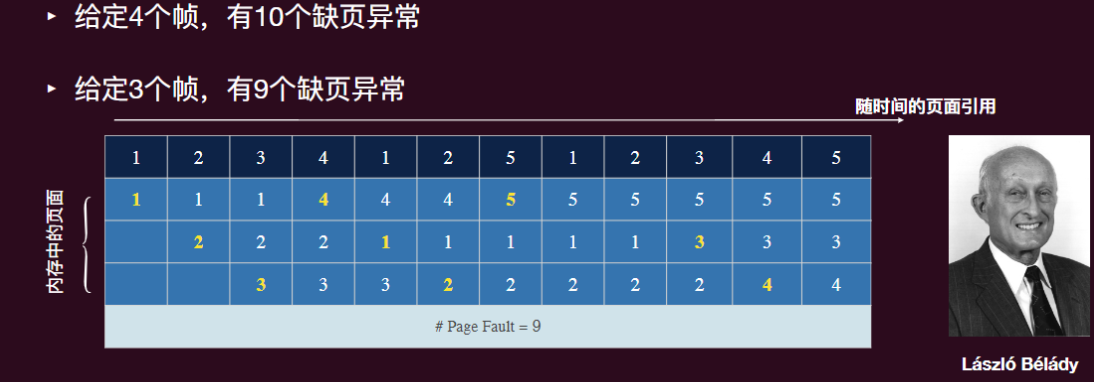 ▸ 给定4个帧，有10个缺页异常
▸ 给定3个帧，有9个缺页异常
随时间的页面引用
1 2 3 4 1 2 5 1 2 3 4 5
内存中的页面
1 1 1 4 4 4 5 5 5 5 5 5
2 2 2 1 1 1 1 1 3 3 3
3 3 3 2 2 2 2 2 4 4
# Page Fault = 9
László Bélády